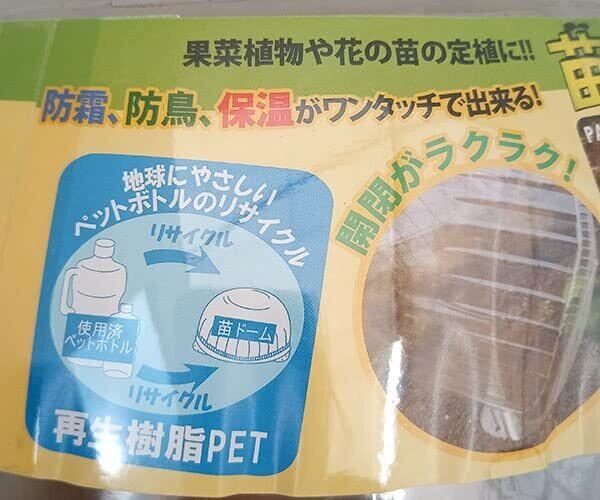 果菜植物や花の苗の定植に!!
苗
防霜、防鳥、保温がワンタッチで出来る!
開閉がラクラク!
地球にやさしい
ペットボトルのリサイクル
リサイクル
使用済
ペットボトル
苗ドーム
リサイクル
再生樹脂PET